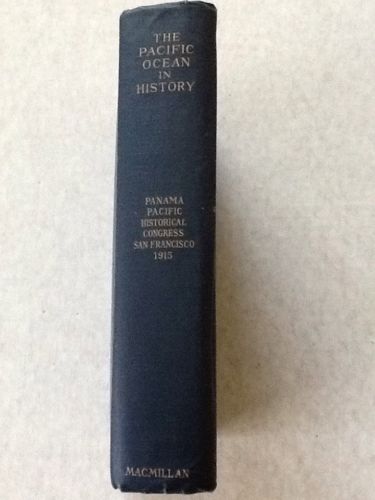 THE
PACIFIC
OCEAN
IN
HISTORY
PANAMA
PACIFIC
HISTORICAL
CONGRESS
SAN FRANCISCO
1915
MACMILLAN